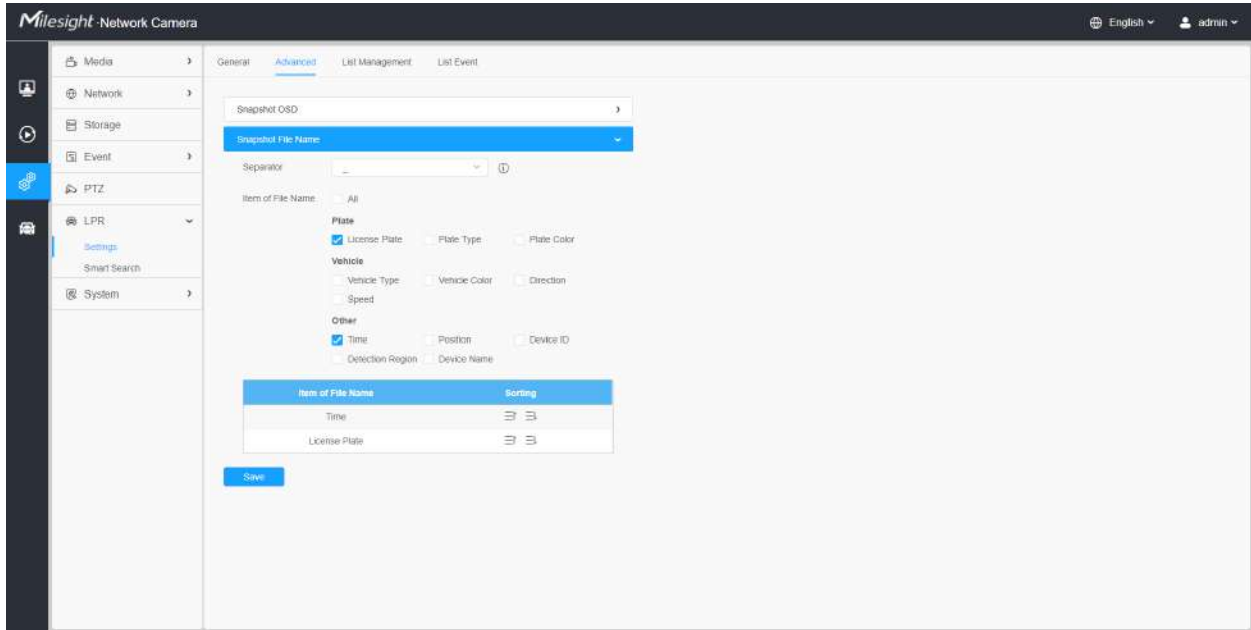 Milesight Network Camera
English
admin
Media
Network
Storage
Event
PTZ
LPR
Settings
Smart Search
System
General Advanced List Management List Event
Snapshot OSD
Snapshot File Name
Separator _
Item of File Name All
Plate
License Plate Plate Type Plate Color
Vehicle
Vehicle Type Vehicle Color Direction
Speed
Other
Time Position Device ID
Detection Region Device Name
Item of File Name Sorting
Time
License Plate
Save